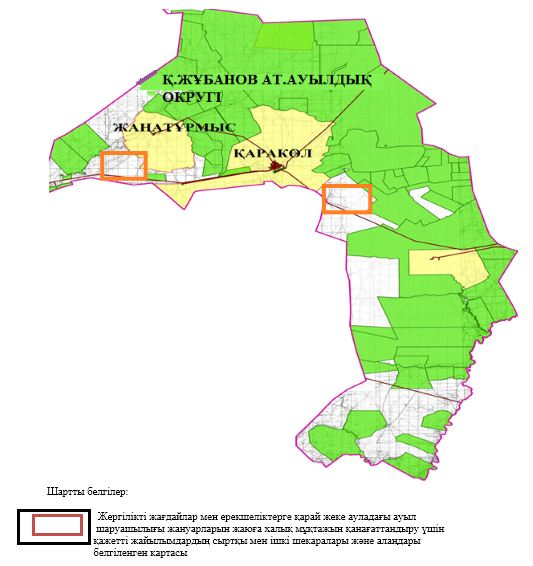 Қ.ЖҰБАНОВ АТ.АУЫЛДЫҚ
ОКРУГІ
ЖАҢАТҰРМЫС
ҚАРАКӨЛ
Шартты белгілер:
Жергілікті жағдайлар мен ерекшеліктерге қарай жеке ауладағы ауыл
шаруашылығы жануарларын жаюға халық мұқтажын қанағаттандыру үшін
қажетті жайылымдардың сыртқы мен ішкі шекаралары және алаңдары
белгіленген картасы